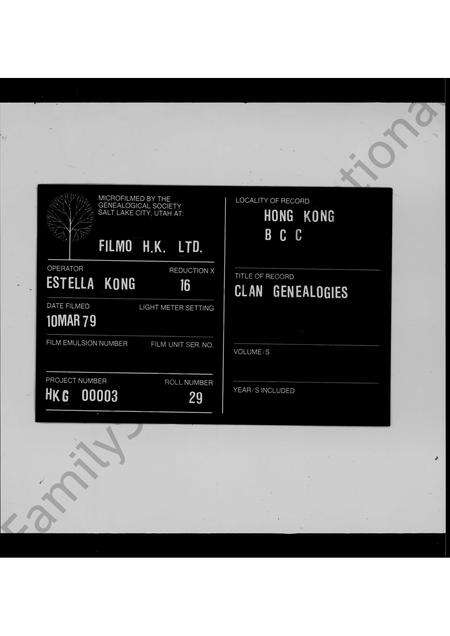 MICROFILMED BY THE
GENEALOGICAL SOCIETY
SALT LAKE CITY, UTAH AT:
FILMO H.K. LTD.
OPERATOR REDUCTION X
ESTELLA KONG 16
DATE FILMED LIGHT METER SETTING
10MAR79
FILM EMULSION NUMBER FILM UNIT SER. NO.
PROJECT NUMBER ROLL NUMBER
HKG 00003 29
LOCALITY OF RECORD
HONG KONG
B C C
TITLE OF RECORD
CLAN GENEALOGIES
VOLUME/S
YEAR/S INCLUDED